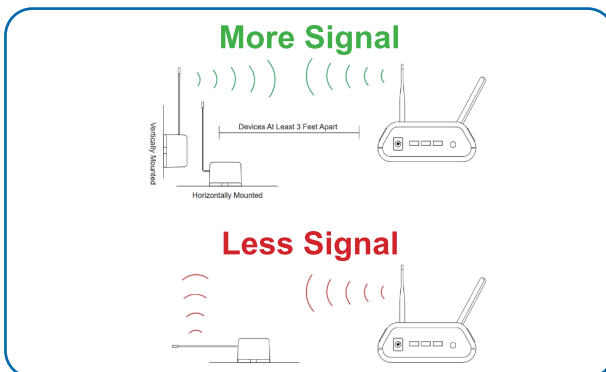 More Signal
Devices At Least 3 Feet Apart
Vertically Mounted
Horizontally Mounted
Less Signal